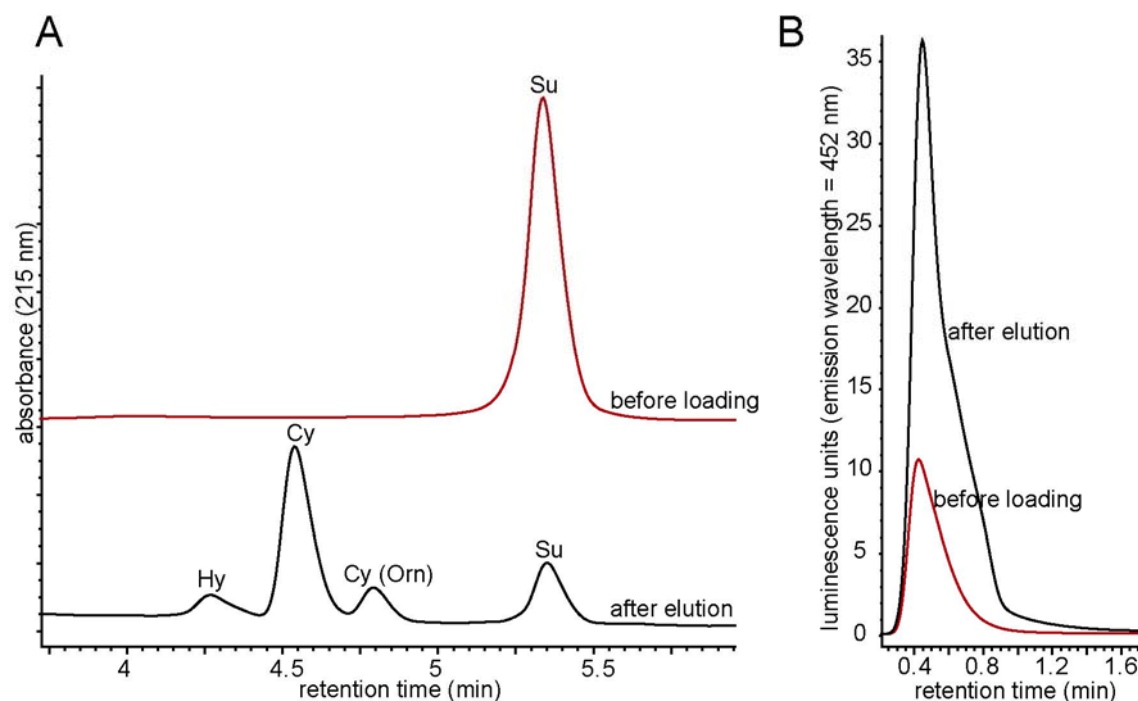 A
Su
absorbance (215 nm)
before loading
Cy
Hy
Cy (Orn)
Su
after elution
4
4.5
5
5.5
retention time (min)
B
luminescence units (emission wavelength = 452 nm)
35
30
25
20
15
10
5
0
after elution
before loading
0.4
0.8
1.2
1.6
retention time (min)